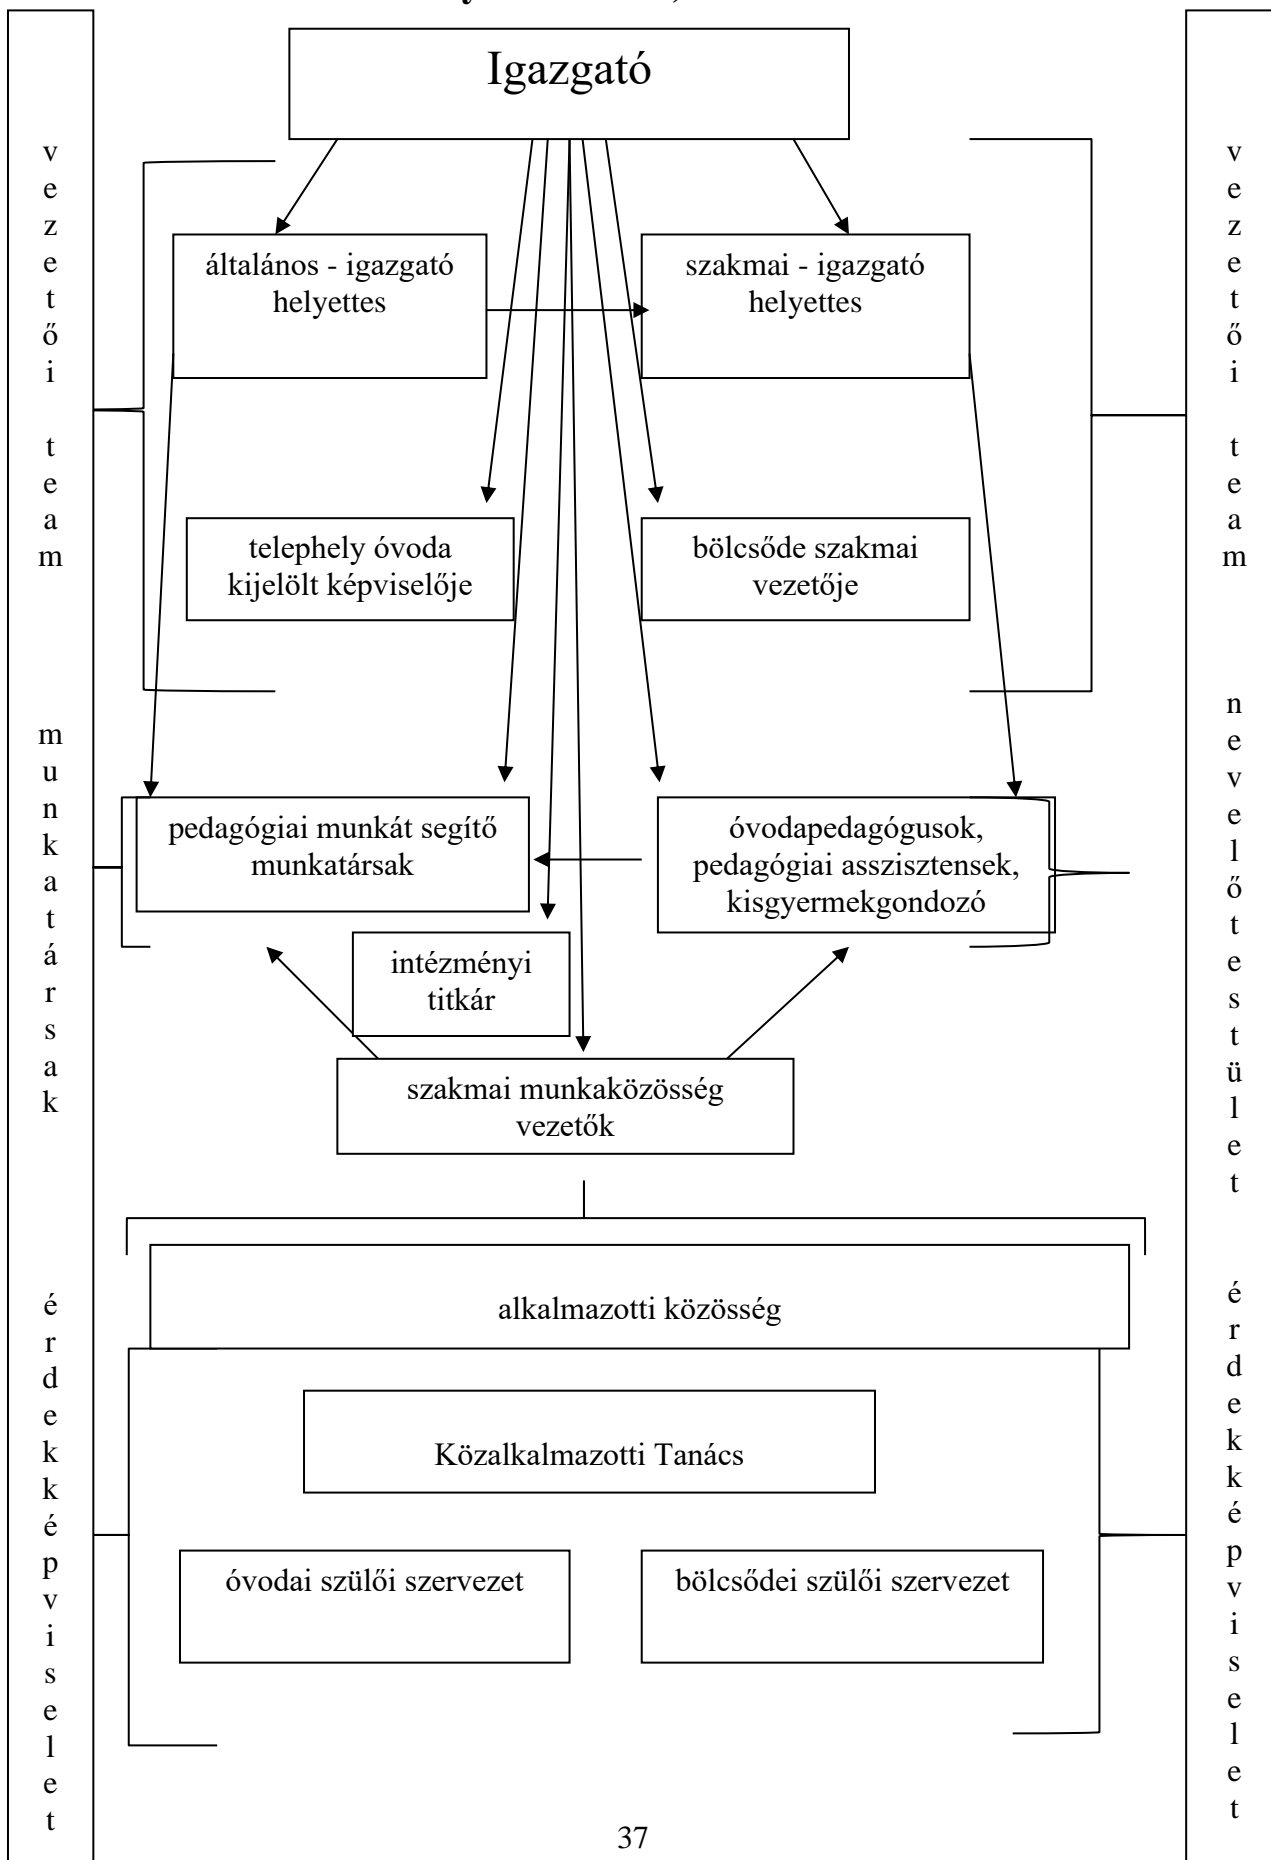 Igazgató
általános - igazgató
helyettes
szakmai - igazgató
helyettes
telephely óvoda
kijelölt képviselője
bölcsőde szakmai
vezetője
pedagógiai munkát segítő
munkatársak
óvodapedagógusok,
pedagógiai asszisztensek,
kisgyermekgondozó
intézményi
titkár
szakmai munkaközösség
vezetők
alkalmazotti közösség
Közalkalmazotti Tanács
óvodai szülői szervezet
bölcsődei szülői szervezet
vezetői team
munkatársak
érdekképviselet
vezetői team
nevelőtestület
érdekképviselet
37